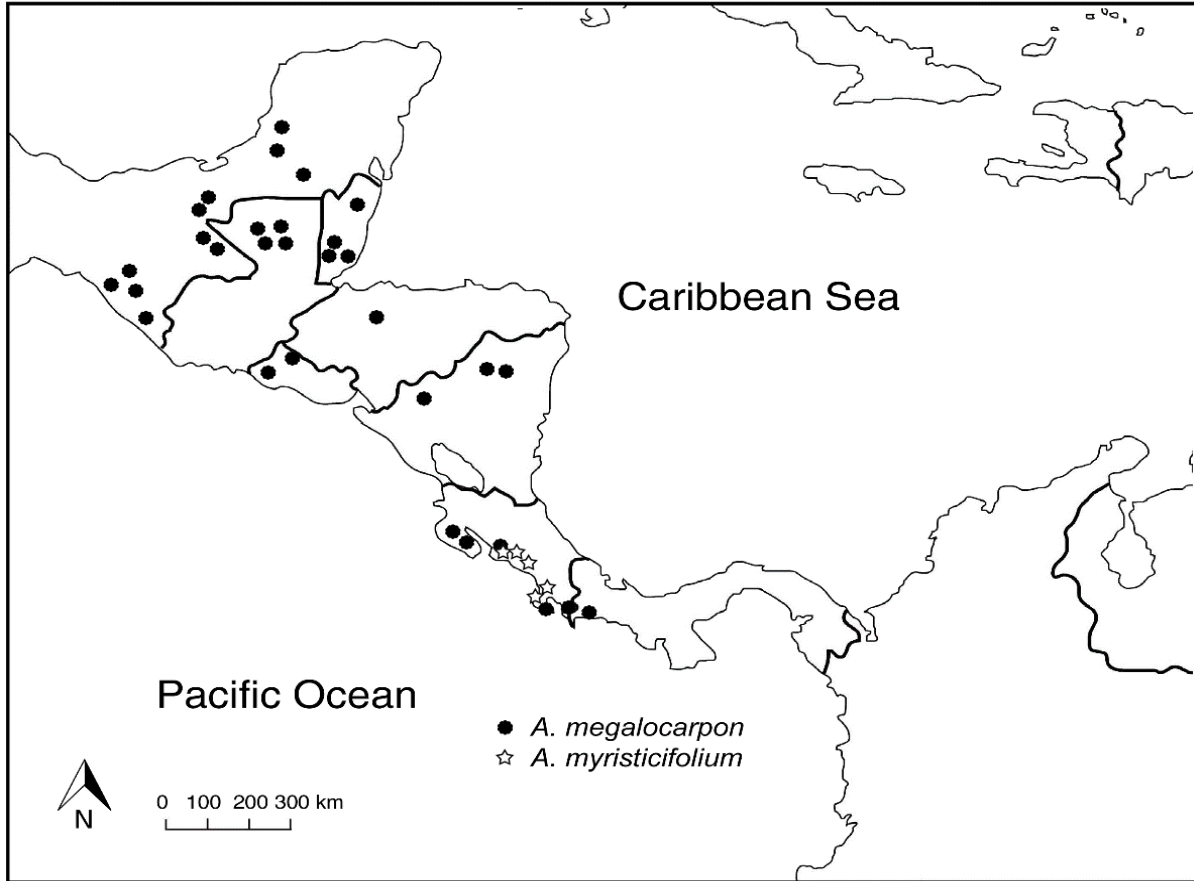 Caribbean Sea
Pacific Ocean
A. megalocarpon
A. myristicifolium
0 100 200 300 km
N